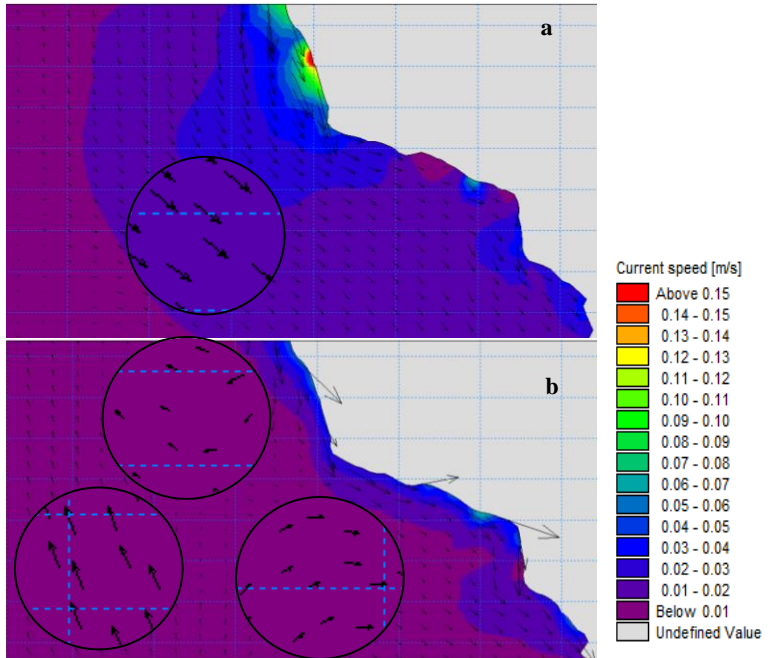 a
b
Current speed [m/s]
Above 0.15
0.14 - 0.15
0.13 - 0.14
0.12 - 0.13
0.11 - 0.12
0.10 - 0.11
0.09 - 0.10
0.08 - 0.09
0.07 - 0.08
0.06 - 0.07
0.05 - 0.06
0.04 - 0.05
0.03 - 0.04
0.02 - 0.03
0.01 - 0.02
Below 0.01
Undefined Value